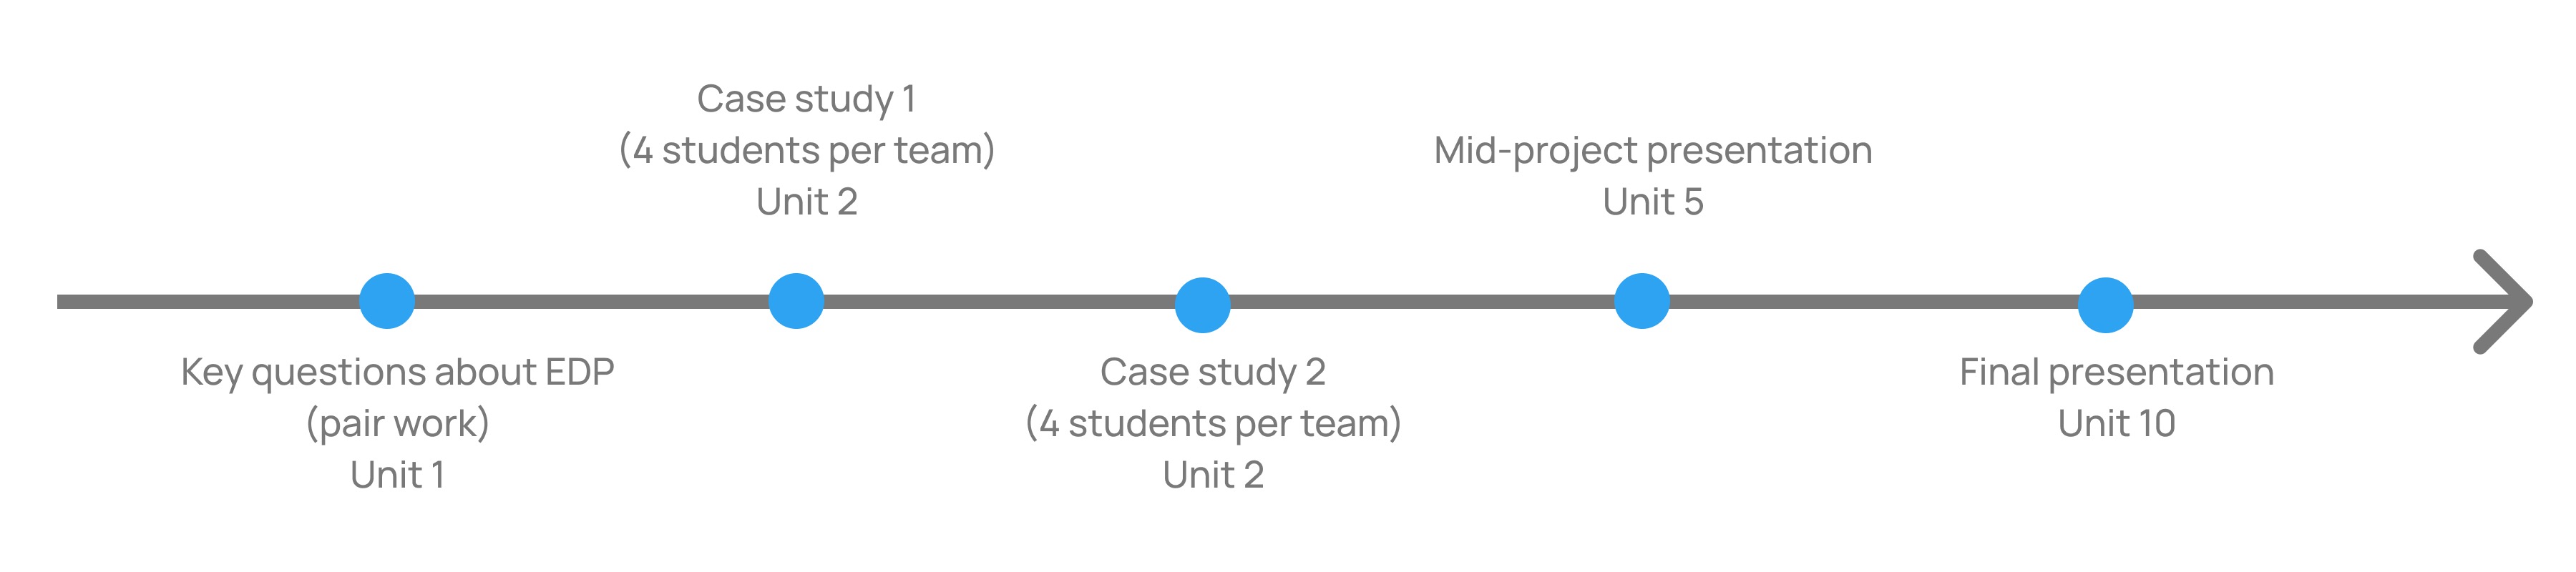 Key questions about EDP
(pair work)
Unit 1
Case study 1
(4 students per team)
Unit 2
Case study 2
(4 students per team)
Unit 2
Mid-project presentation
Unit 5
Final presentation
Unit 10